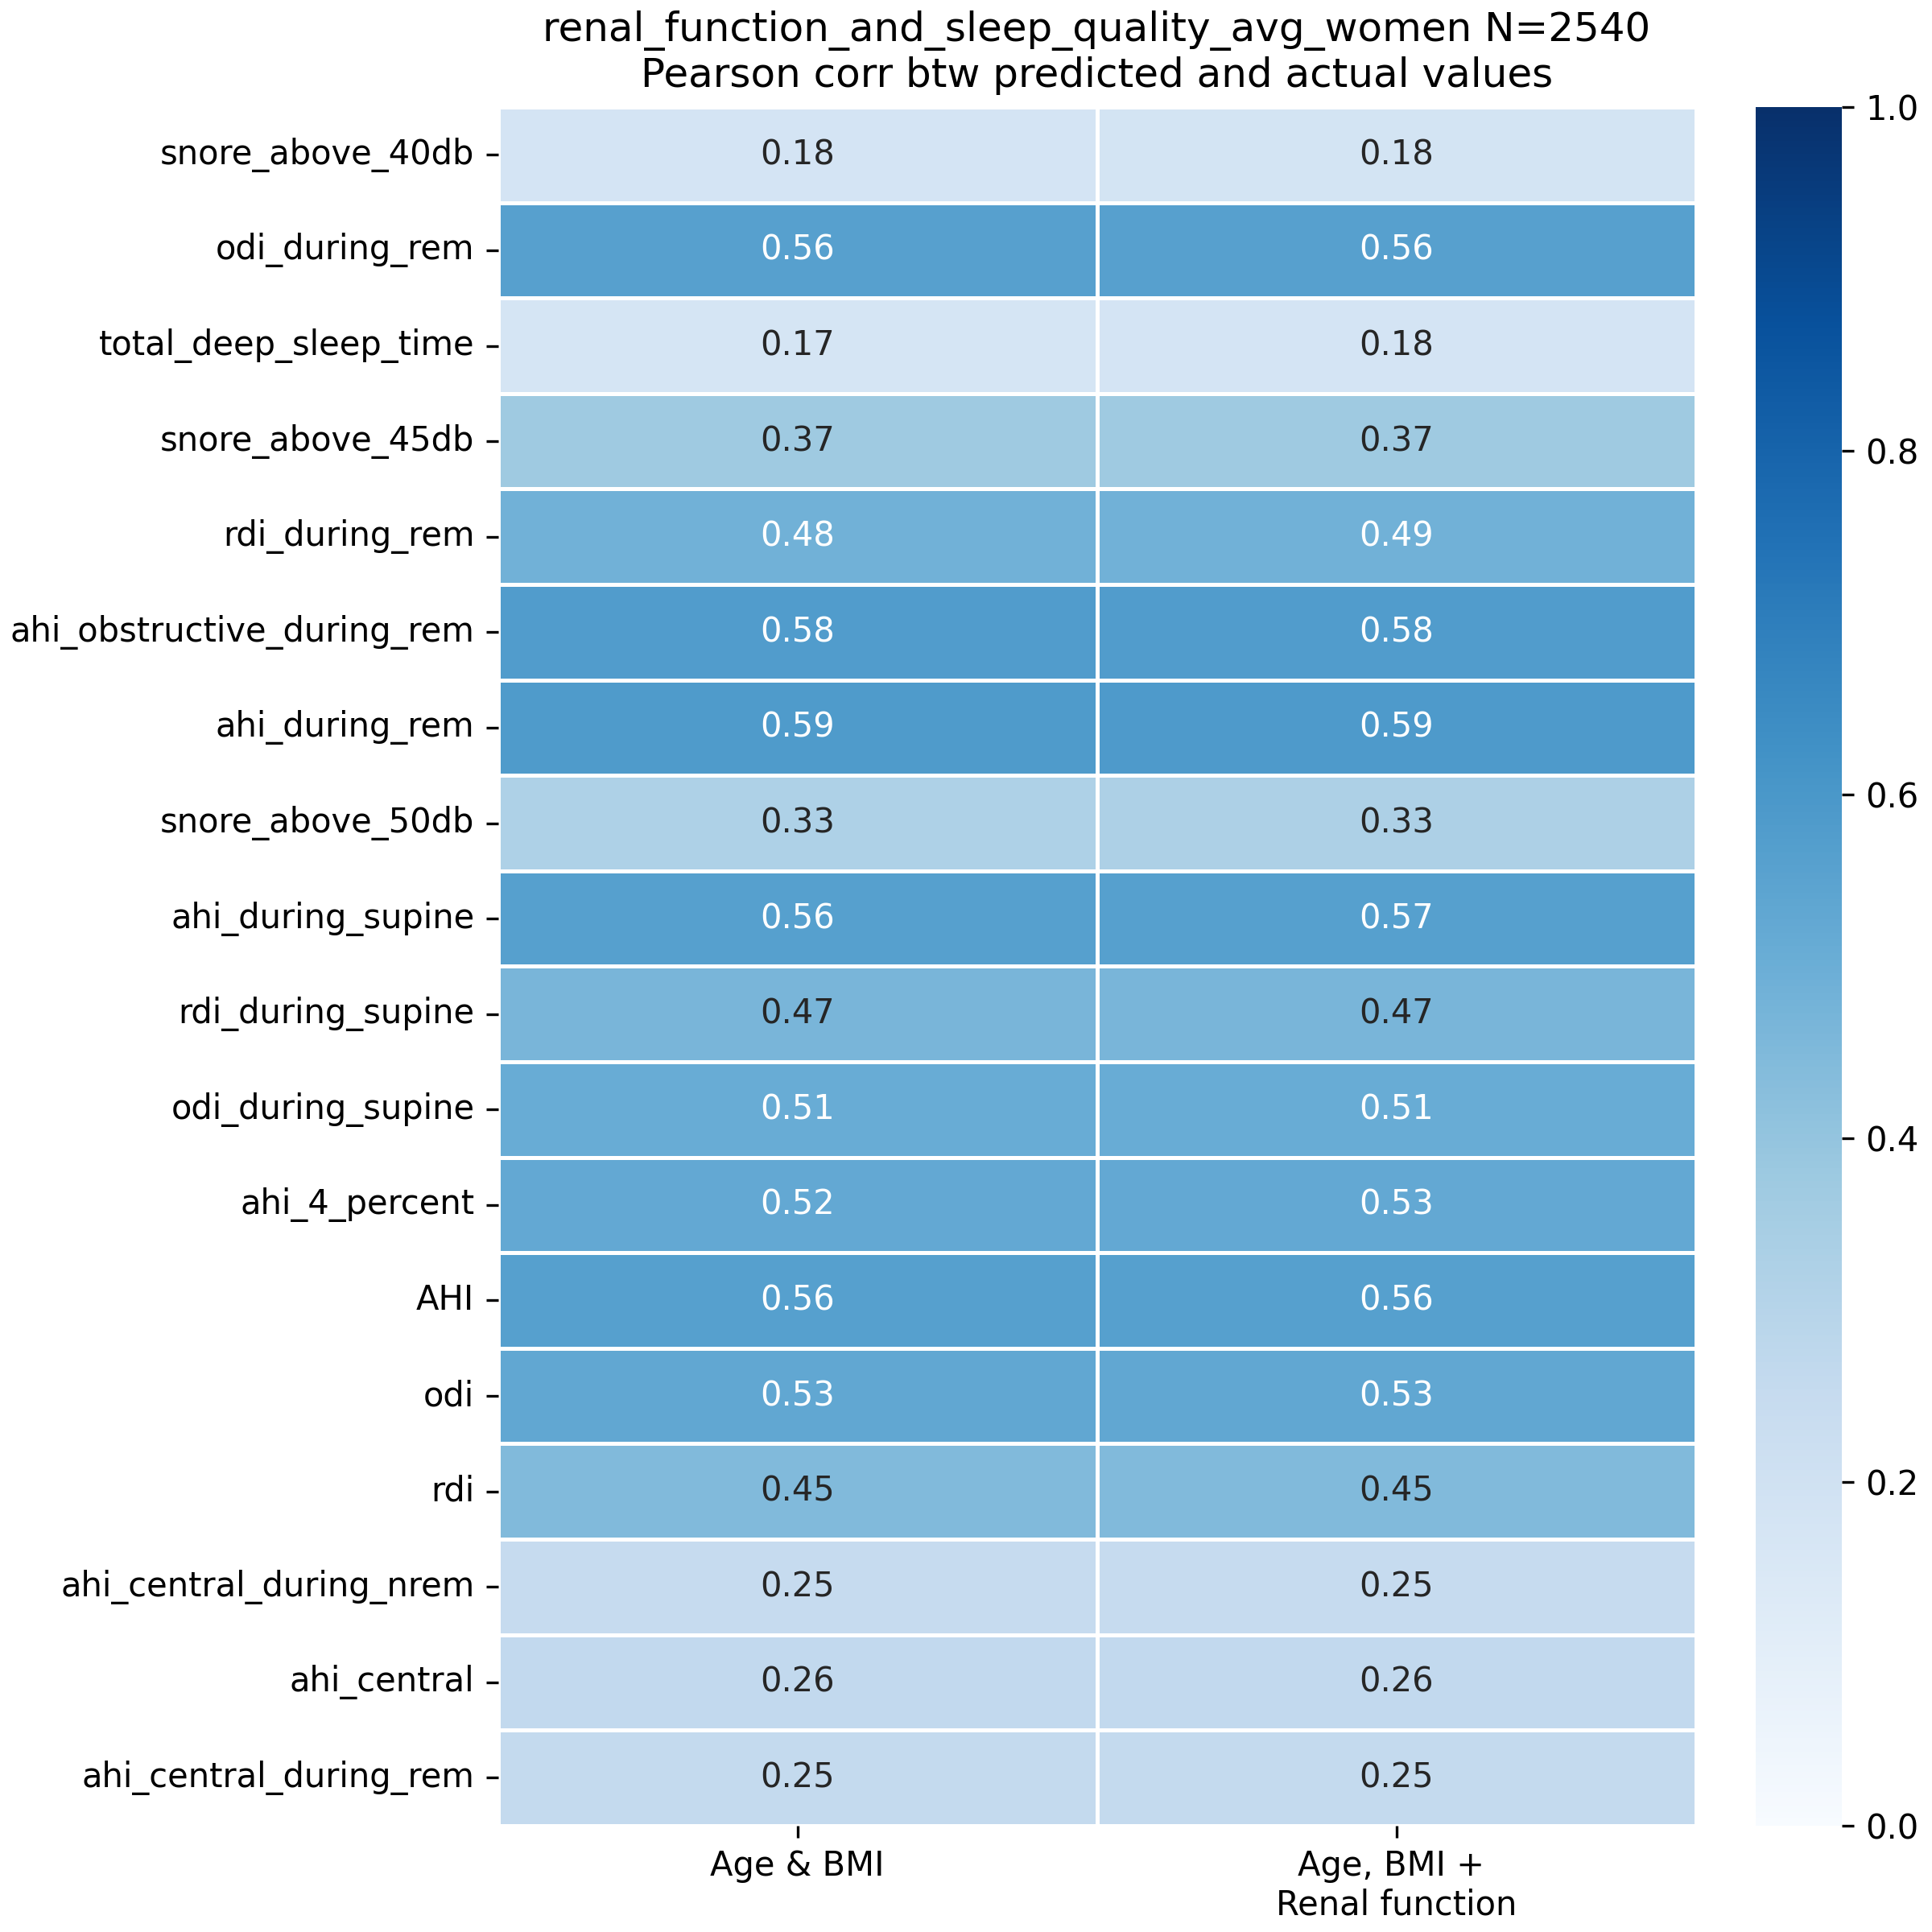 renal_function_and_sleep_quality_avg_women N=2540
Pearson corr btw predicted and actual values
snore_above_40db 0.18 0.18
odi_during_rem 0.56 0.56
total_deep_sleep_time 0.17 0.18
snore_above_45db 0.37 0.37
rdi_during_rem 0.48 0.49
ahi_obstructive_during_rem 0.58 0.58
ahi_during_rem 0.59 0.59
snore_above_50db 0.33 0.33
ahi_during_supine 0.56 0.57
rdi_during_supine 0.47 0.47
odi_during_supine 0.51 0.51
ahi_4_percent 0.52 0.53
AHI 0.56 0.56
odi 0.53 0.53
rdi 0.45 0.45
ahi_central_during_nrem 0.25 0.25
ahi_central 0.26 0.26
ahi_central_during_rem 0.25 0.25
Age & BMI
Age, BMI +
Renal function
1.0
0.8
0.6
0.4
0.2
0.0